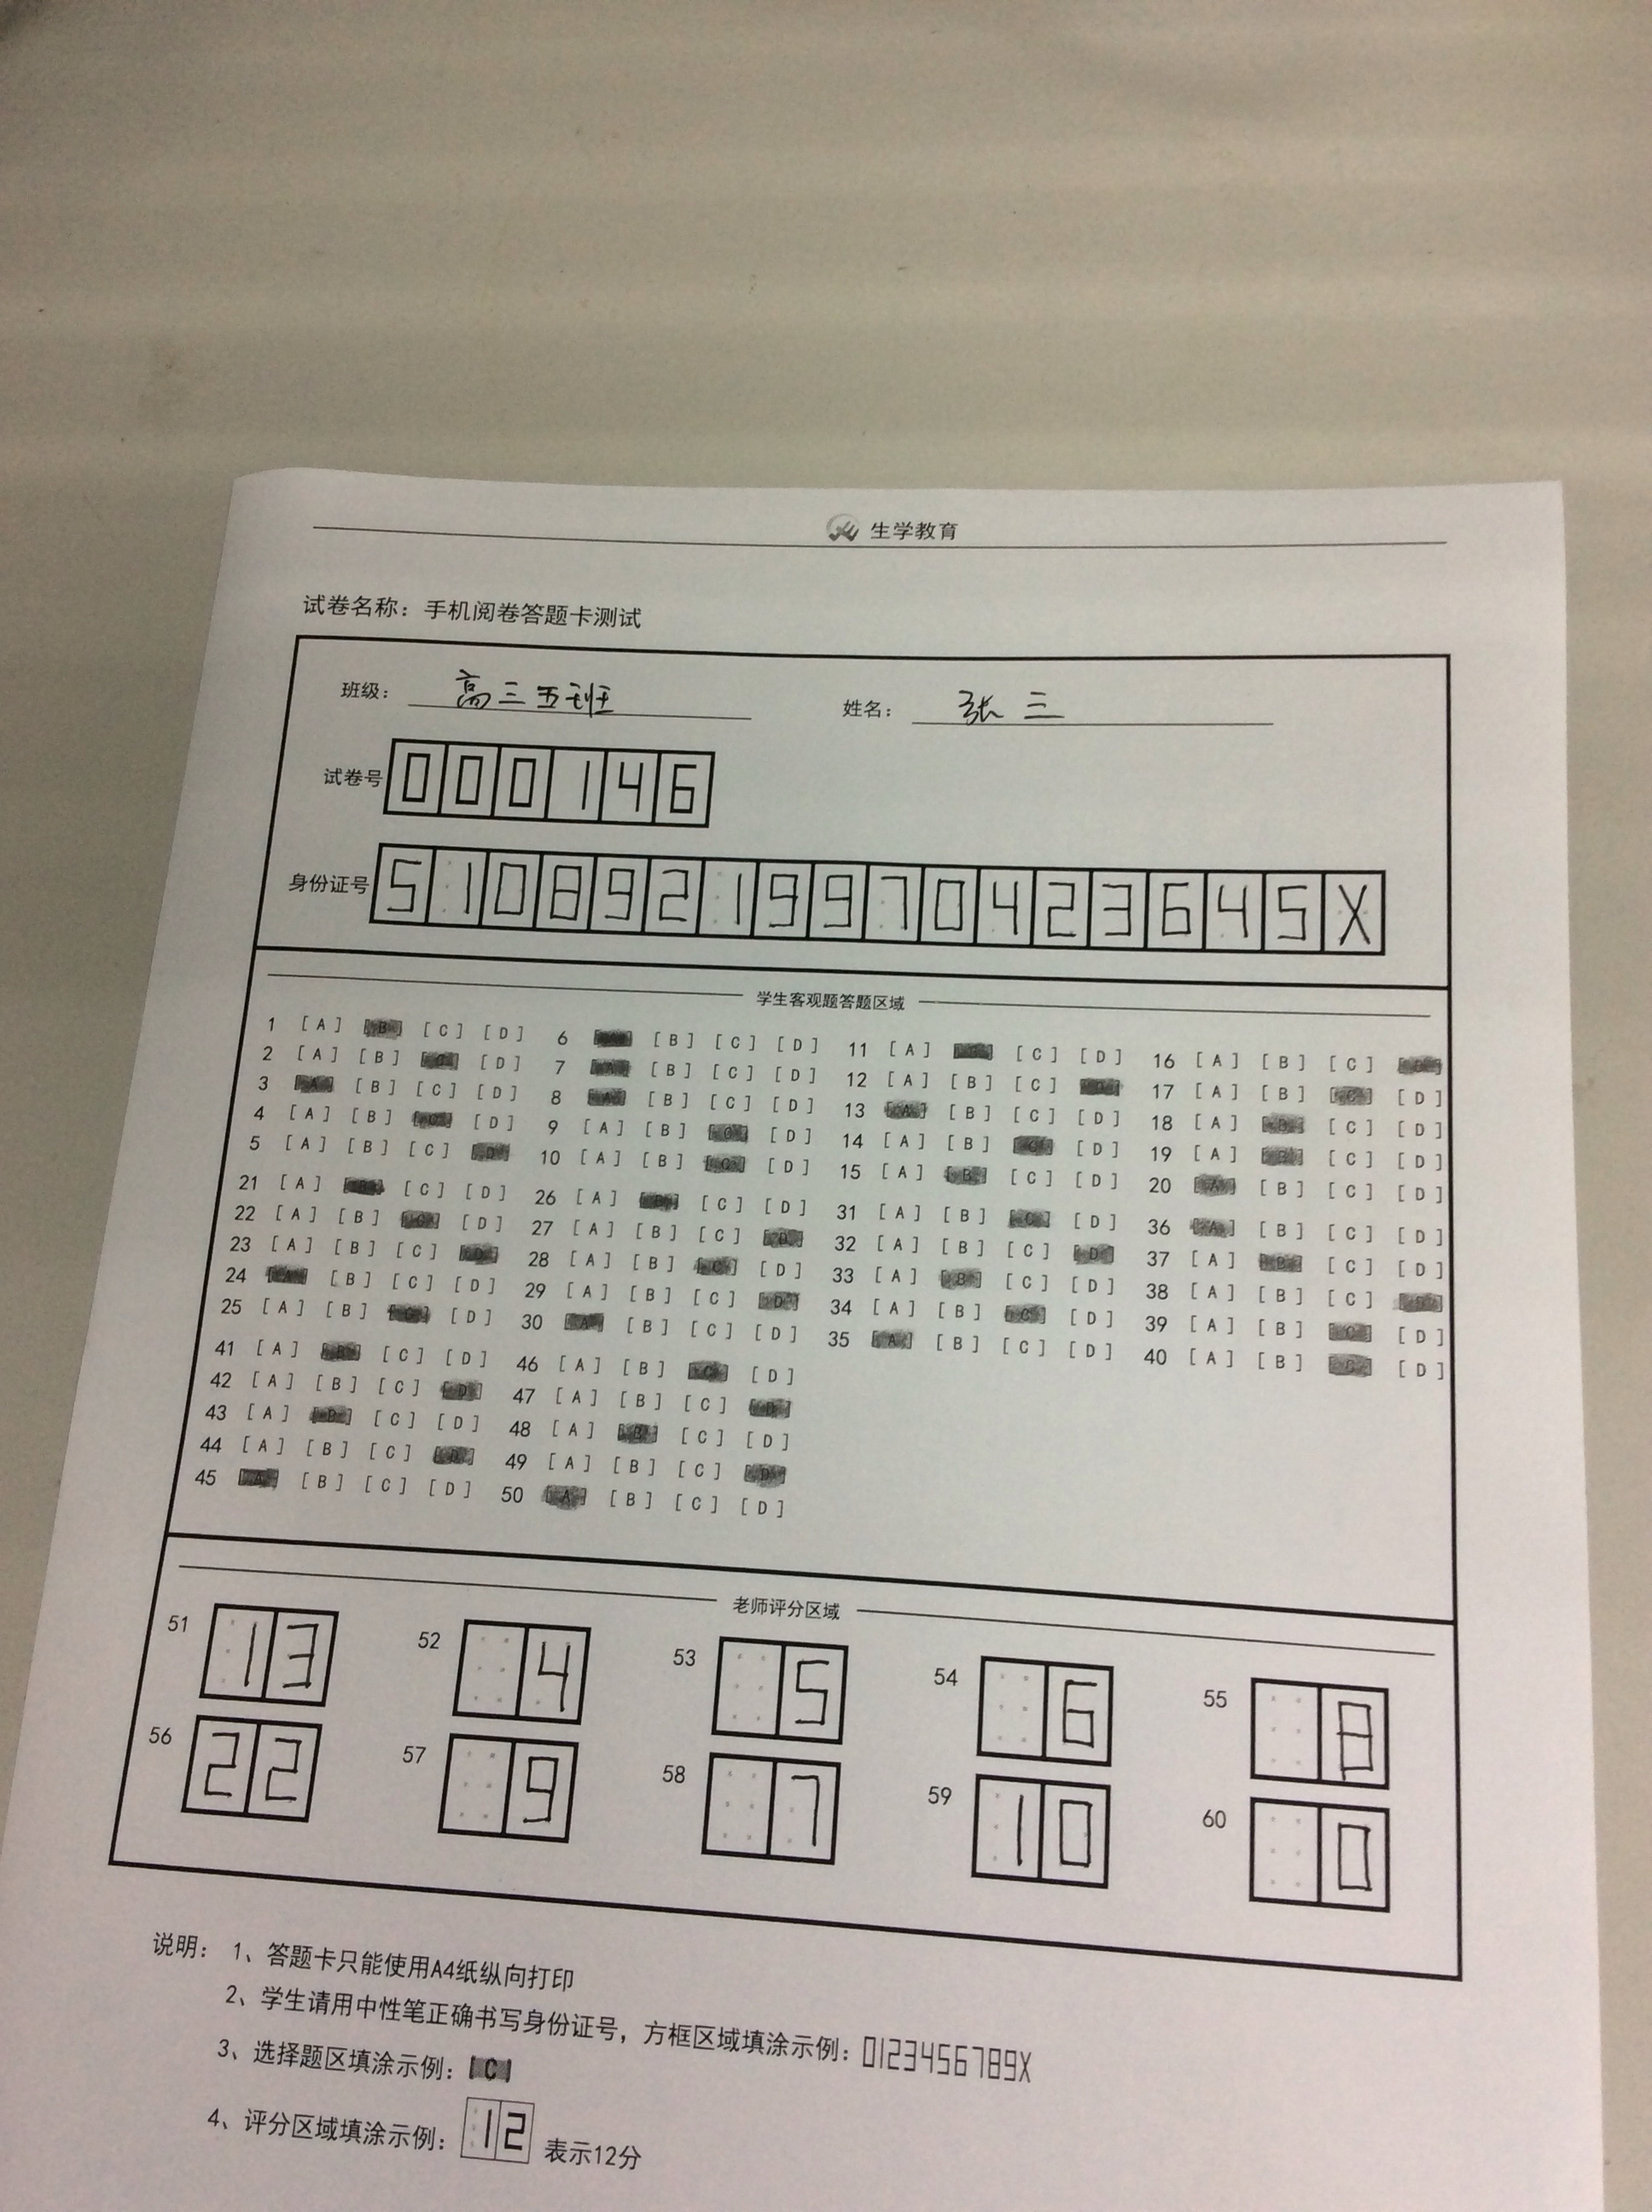 生学教育
试卷名称：手机阅卷答题卡测试
班级： 高三五班 姓名： 张三
试卷号 000146
身份证号 51089219970423645X
学生客观题答题区域
1 [A] [B] [C] [D] 6 [A] [B] [C] [D] 11 [A] [B] [C] [D] 16 [A] [B] [C] [D]
2 [A] [B] [C] [D] 7 [A] [B] [C] [D] 12 [A] [B] [C] [D] 17 [A] [B] [C] [D]
3 [A] [B] [C] [D] 8 [A] [B] [C] [D] 13 [A] [B] [C] [D] 18 [A] [B] [C] [D]
4 [A] [B] [C] [D] 9 [A] [B] [C] [D] 14 [A] [B] [C] [D] 19 [A] [B] [C] [D]
5 [A] [B] [C] [D] 10 [A] [B] [C] [D] 15 [A] [B] [C] [D] 20 [A] [B] [C] [D]
21 [A] [B] [C] [D] 26 [A] [B] [C] [D] 31 [A] [B] [C] [D] 36 [A] [B] [C] [D]
22 [A] [B] [C] [D] 27 [A] [B] [C] [D] 32 [A] [B] [C] [D] 37 [A] [B] [C] [D]
23 [A] [B] [C] [D] 28 [A] [B] [C] [D] 33 [A] [B] [C] [D] 38 [A] [B] [C] [D]
24 [A] [B] [C] [D] 29 [A] [B] [C] [D] 34 [A] [B] [C] [D] 39 [A] [B] [C] [D]
25 [A] [B] [C] [D] 30 [A] [B] [C] [D] 35 [A] [B] [C] [D] 40 [A] [B] [C] [D]
41 [A] [B] [C] [D] 46 [A] [B] [C] [D]
42 [A] [B] [C] [D] 47 [A] [B] [C] [D]
43 [A] [B] [C] [D] 48 [A] [B] [C] [D]
44 [A] [B] [C] [D] 49 [A] [B] [C] [D]
45 [A] [B] [C] [D] 50 [A] [B] [C] [D]
老师评分区域
51 13 52 4 53 5 54 6 55 8
56 22 57 9 58 7 59 10 60 0
说明： 1、答题卡只能使用A4纸纵向打印
2、学生请用中性笔正确书写身份证号，方框区域填涂示例：0123456789X
3、选择题区填涂示例：[C]
4、评分区域填涂示例：12 表示12分